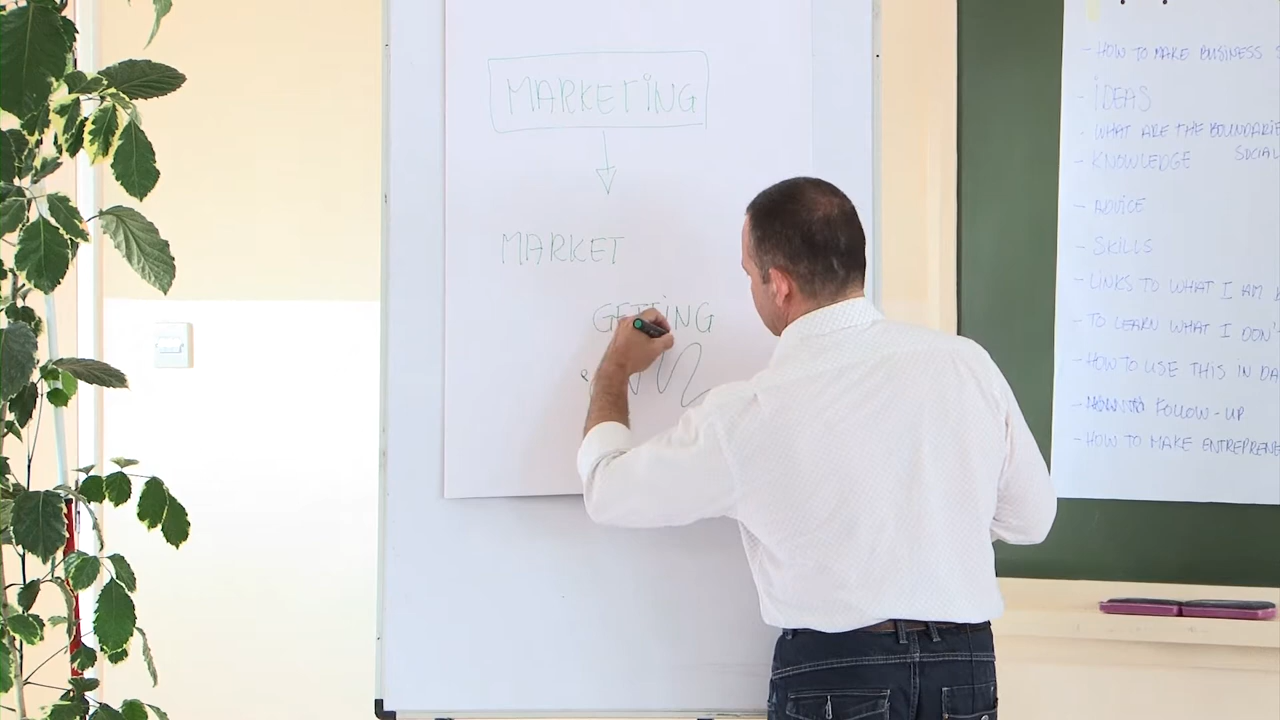 MARKETING
MARKET
GETTING
- HOW TO MAKE BUSINESS
- IDEAS
- WHAT ARE THE BOUNDARIE
- KNOWLEDGE SOCIAL
- ADVICE
- SKILLS
- LINKS TO WHAT I AM
- TO LEARN WHAT I DON'
- HOW TO USE THIS IN DA
- FOLLOW-UP
- HOW TO MAKE ENTREPRENE